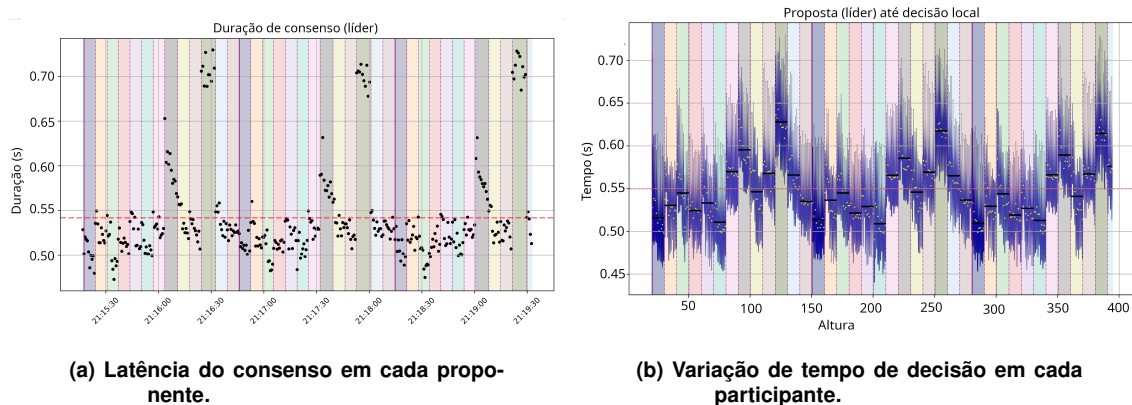 Duração de consenso (líder)
Duração (s)
0.70
0.65
0.60
0.55
0.50
21:15:30
21:16:00
21:16:30
21:17:00
21:17:30
21:18:00
21:18:30
21:19:00
21:19:30
(a) Latência do consenso em cada propo-
nente.
Proposta (líder) até decisão local
Tempo (s)
0.70
0.65
0.60
0.55
0.50
0.45
50 100 150 200 250 300 350 400
Altura
(b) Variação de tempo de decisão em cada
participante.